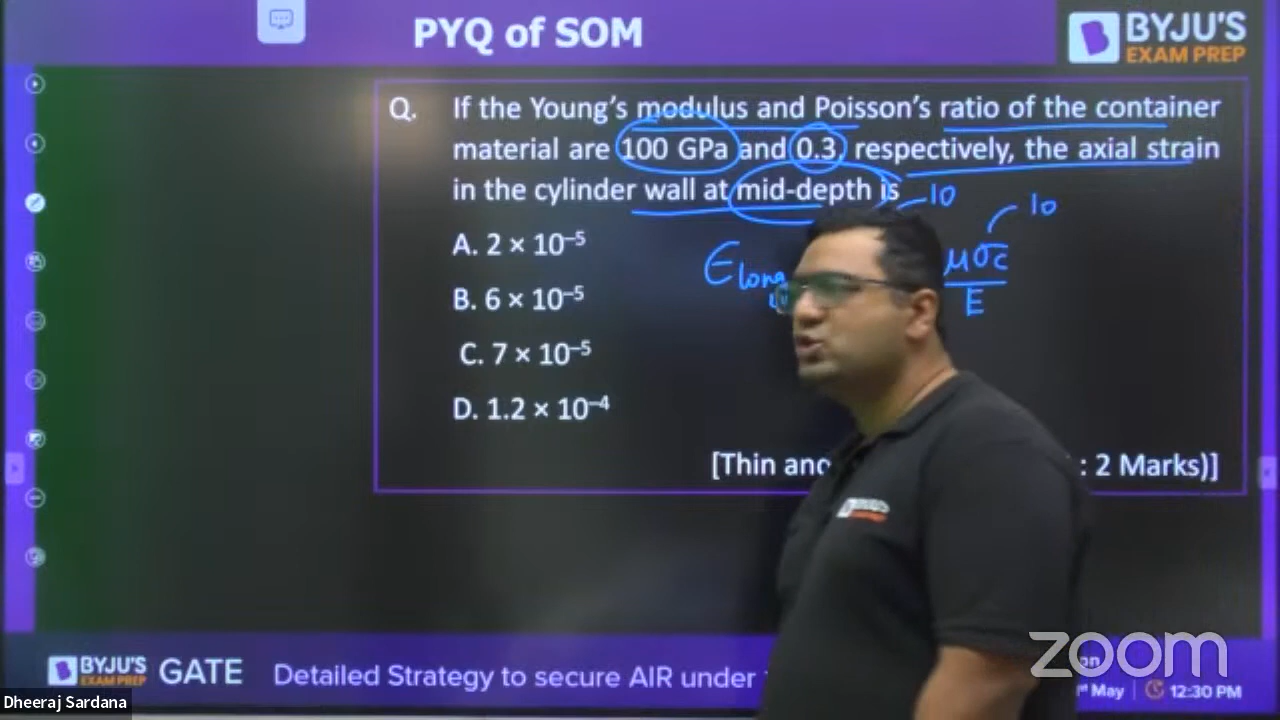 PYQ of SOM
BYJU'S
EXAM PREP
Q. If the Young's modulus and Poisson's ratio of the container
material are 100 GPa and 0.3, respectively, the axial strain
in the cylinder wall at mid-depth is
10
10
A. 2 × 10⁻⁵
Єlong
μσc
E
B. 6 × 10⁻⁵
C. 7 × 10⁻⁵
D. 1.2 × 10⁻⁴
[Thin and : 2 Marks)]
zoom
BYJU'S
EXAM PREP
GATE
Detailed Strategy to secure AIR under
May | 12:30 PM
Dheeraj Sardana